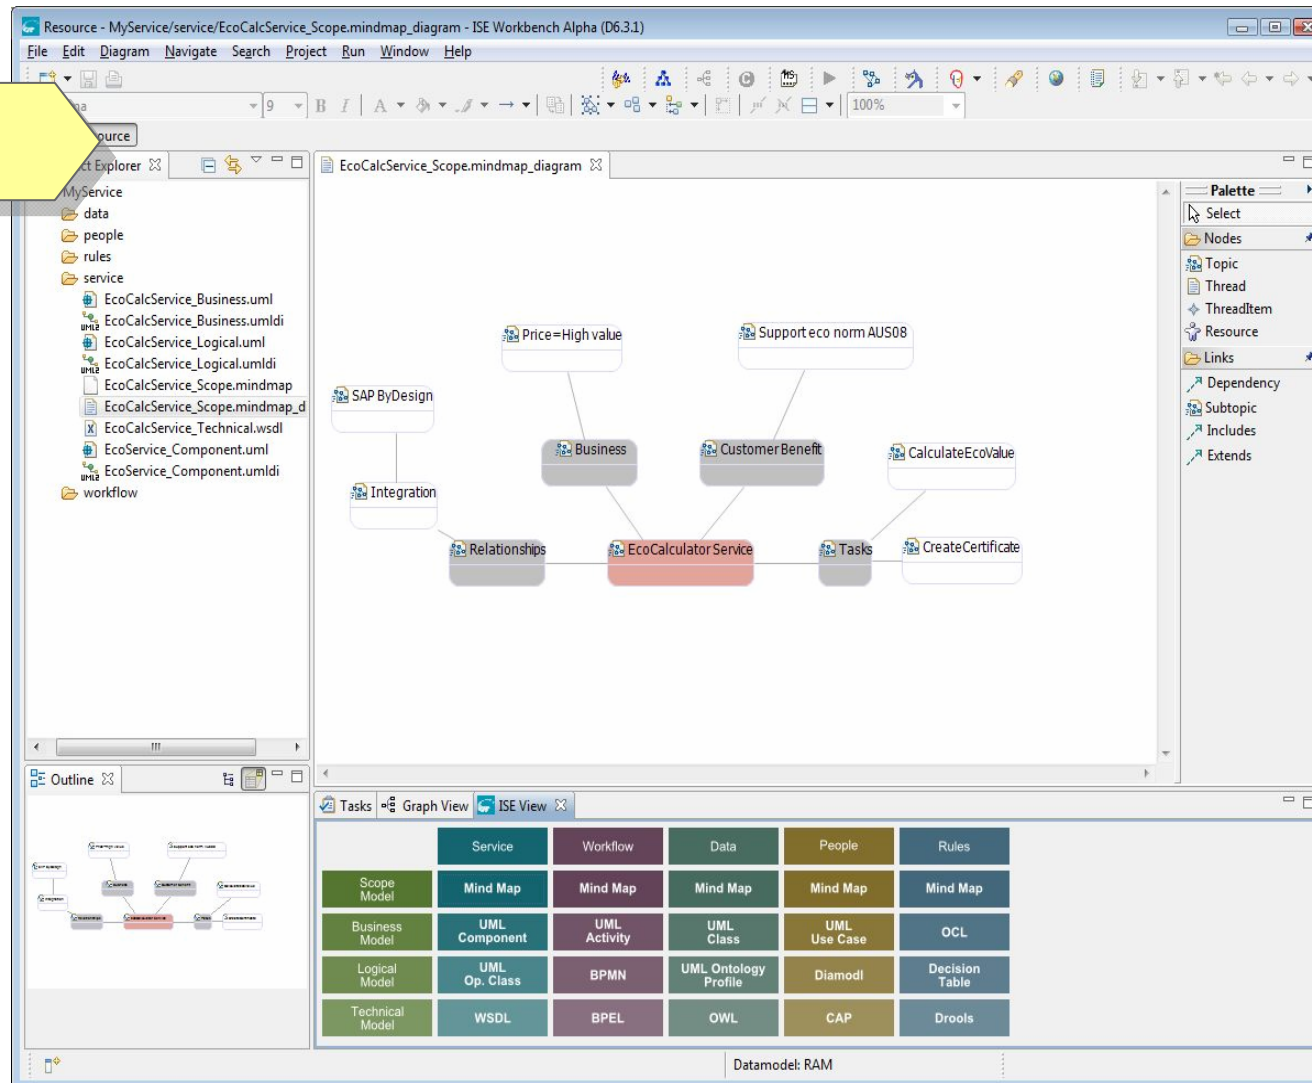 Resource - MyService/service/EcoCalcService_Scope.mindmap_diagram - ISE Workbench Alpha (D6.3.1)
File Edit Diagram Navigate Search Project Run Window Help
9 B I A 100%
EcoCalcService_Scope.mindmap_diagram
MyService
data
people
rules
service
EcoCalcService_Business.uml
EcoCalcService_Business.umldi
EcoCalcService_Logical.uml
EcoCalcService_Logical.umldi
EcoCalcService_Scope.mindmap
EcoCalcService_Scope.mindmap_d
EcoCalcService_Technical.wsdl
EcoService_Component.uml
EcoService_Component.umldi
workflow
Price=High value
Support eco norm AUS08
SAP ByDesign
Business
Customer Benefit
CalculateEcoValue
Integration
Relationships
EcoCalculator Service
Tasks
CreateCertificate
Palette
Select
Nodes
Topic
Thread
ThreadItem
Resource
Links
Dependency
Subtopic
Includes
Extends
Outline
Tasks Graph View ISE View
Service Workflow Data People Rules
Scope
Model
Mind Map Mind Map Mind Map Mind Map Mind Map
Business
Model
UML
Component
UML
Activity
UML
Class
UML
Use Case
OCL
Logical
Model
UML
Op. Class
BPMN
UML Ontology
Profile
Diamodl
Decision
Table
Technical
Model
WSDL BPEL OWL CAP Drools
Datamodel: RAM